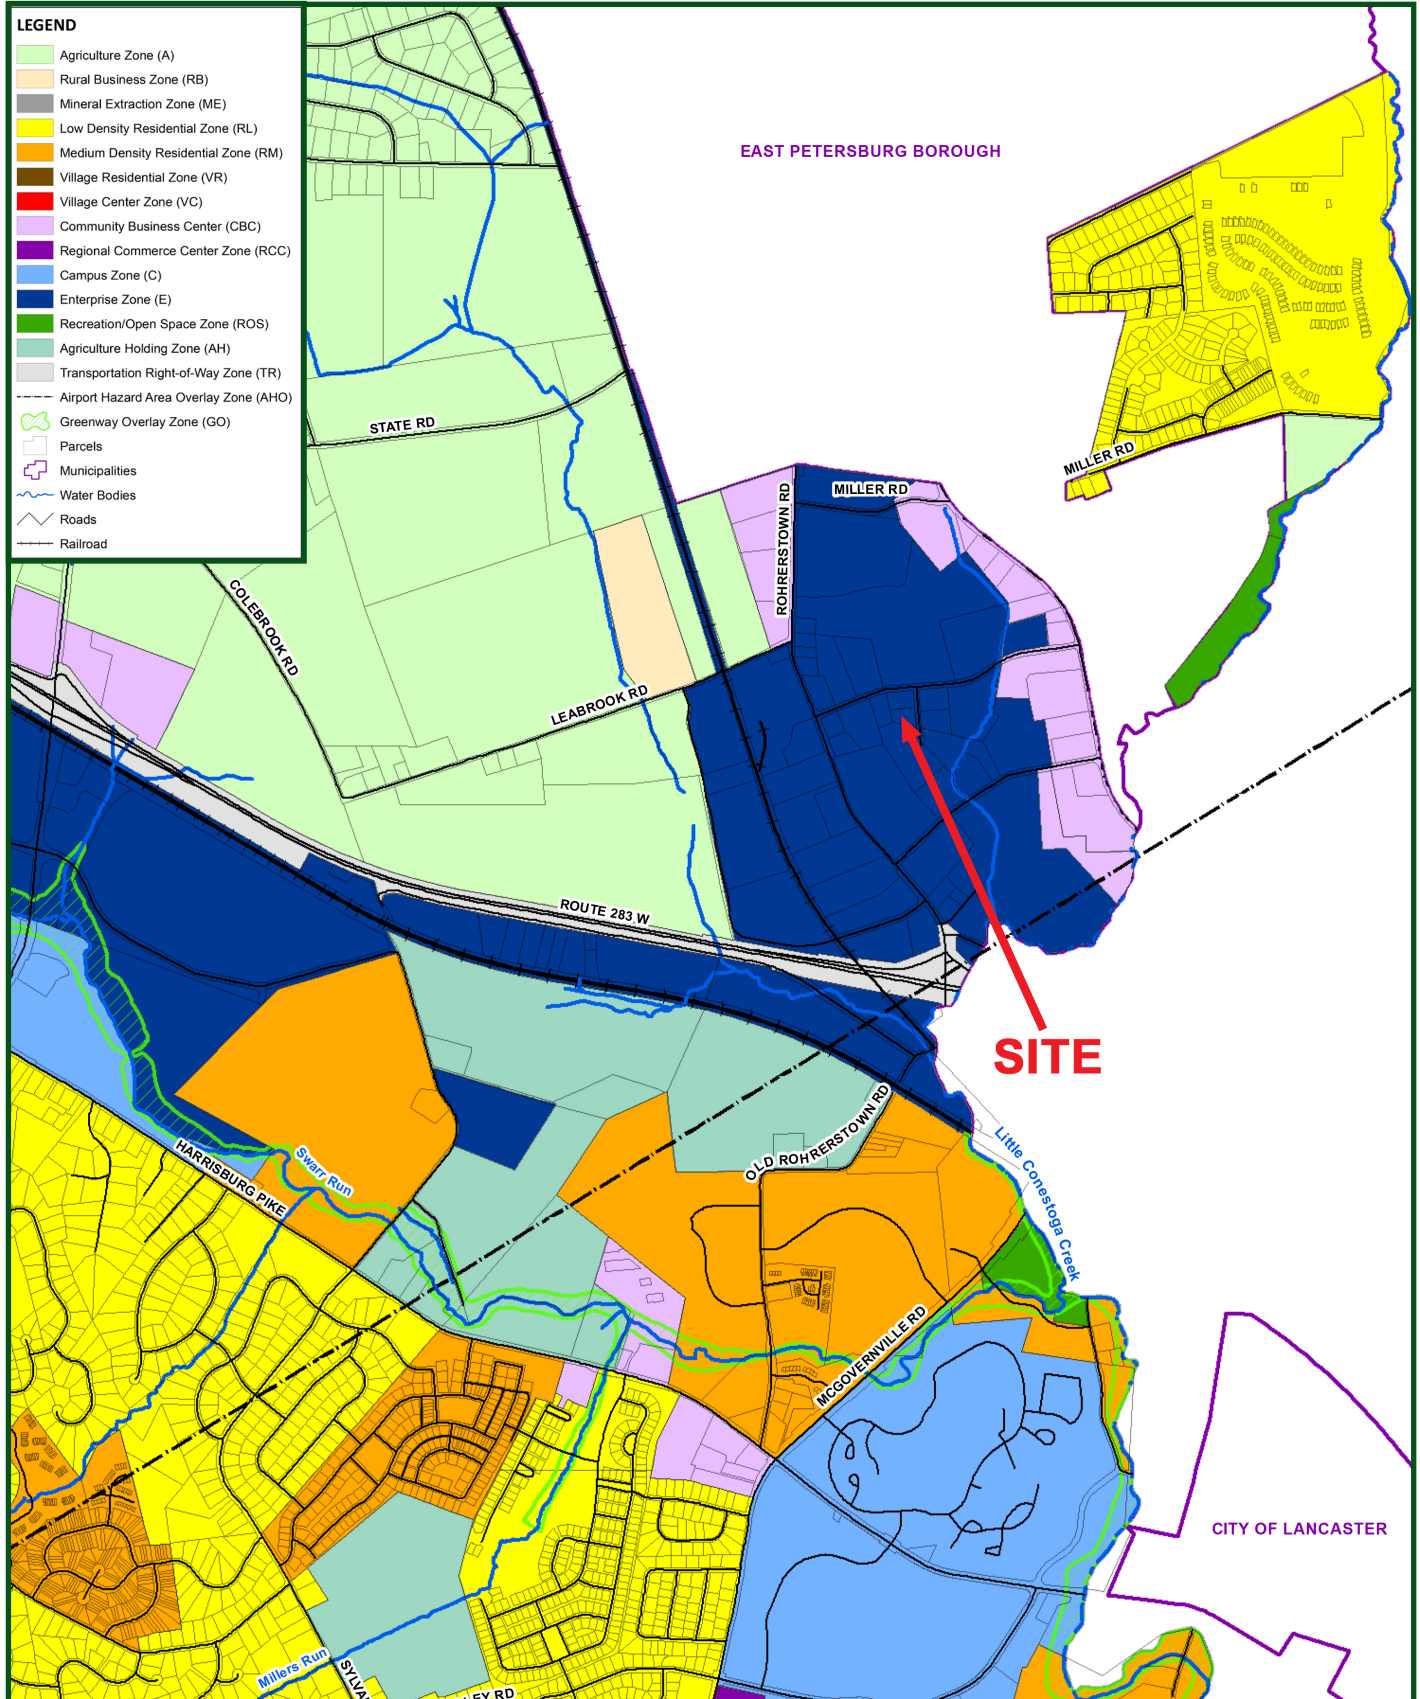 LEGEND
Agriculture Zone (A)
Rural Business Zone (RB)
Mineral Extraction Zone (ME)
Low Density Residential Zone (RL)
Medium Density Residential Zone (RM)
Village Residential Zone (VR)
Village Center Zone (VC)
Community Business Center (CBC)
Regional Commerce Center Zone (RCC)
Campus Zone (C)
Enterprise Zone (E)
Recreation/Open Space Zone (ROS)
Agriculture Holding Zone (AH)
Transportation Right-of-Way Zone (TR)
Airport Hazard Area Overlay Zone (AHO)
Greenway Overlay Zone (GO)
Parcels
Municipalities
Water Bodies
Roads
Railroad
EAST PETERSBURG BOROUGH
STATE RD
MILLER RD
MILLER RD
ROHRERSTOWN RD
COLEBROOK RD
LEABROOK RD
ROUTE 283 W
SITE
OLD ROHRERSTOWN RD
Little Conestoga Creek
HARRISBURG PIKE
Swarr Run
MCGOVERNVILLE RD
CITY OF LANCASTER
Millers Run
SYLVA
LEY RD